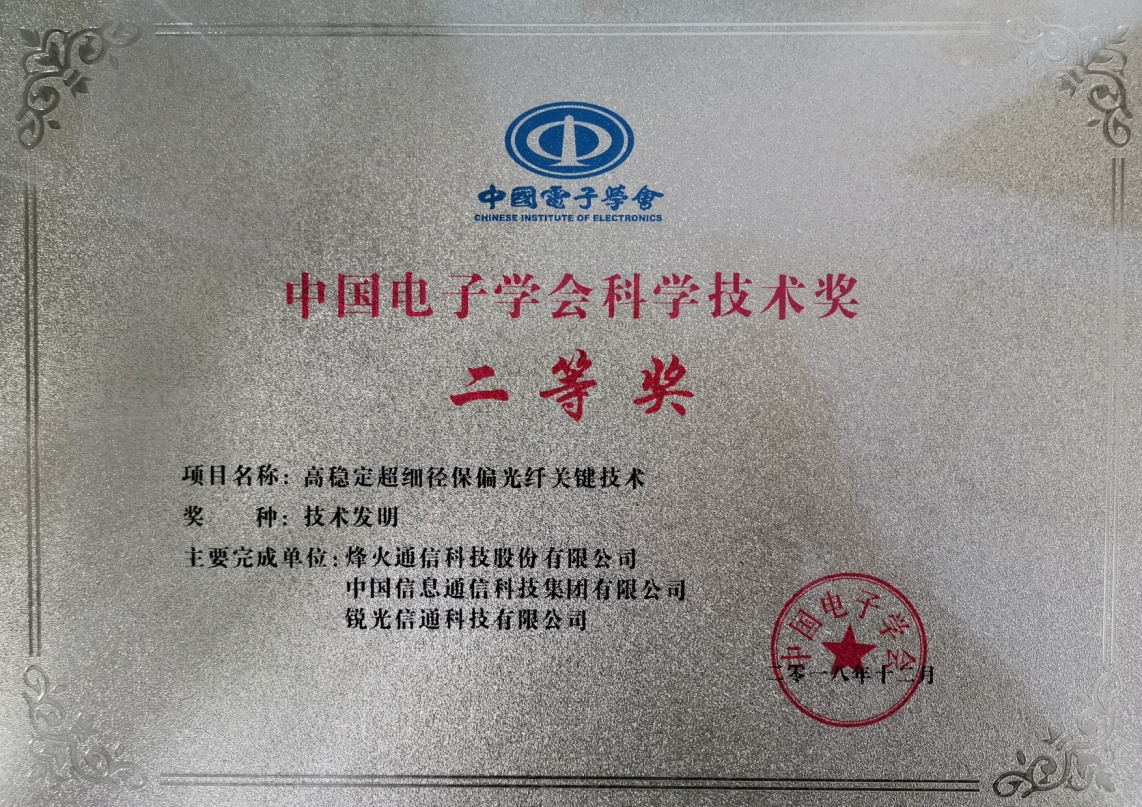 中國電子學會
CHINESE INSTITUTE OF ELECTRONICS
中国电子学会科学技术奖
二等奖
项目名称：高稳定超细径保偏光纤关键技术
奖　　种：技术发明
主要完成单位：烽火通信科技股份有限公司
中国信息通信科技集团有限公司
锐光信通科技有限公司
中国电子学会
二零一八年十二月